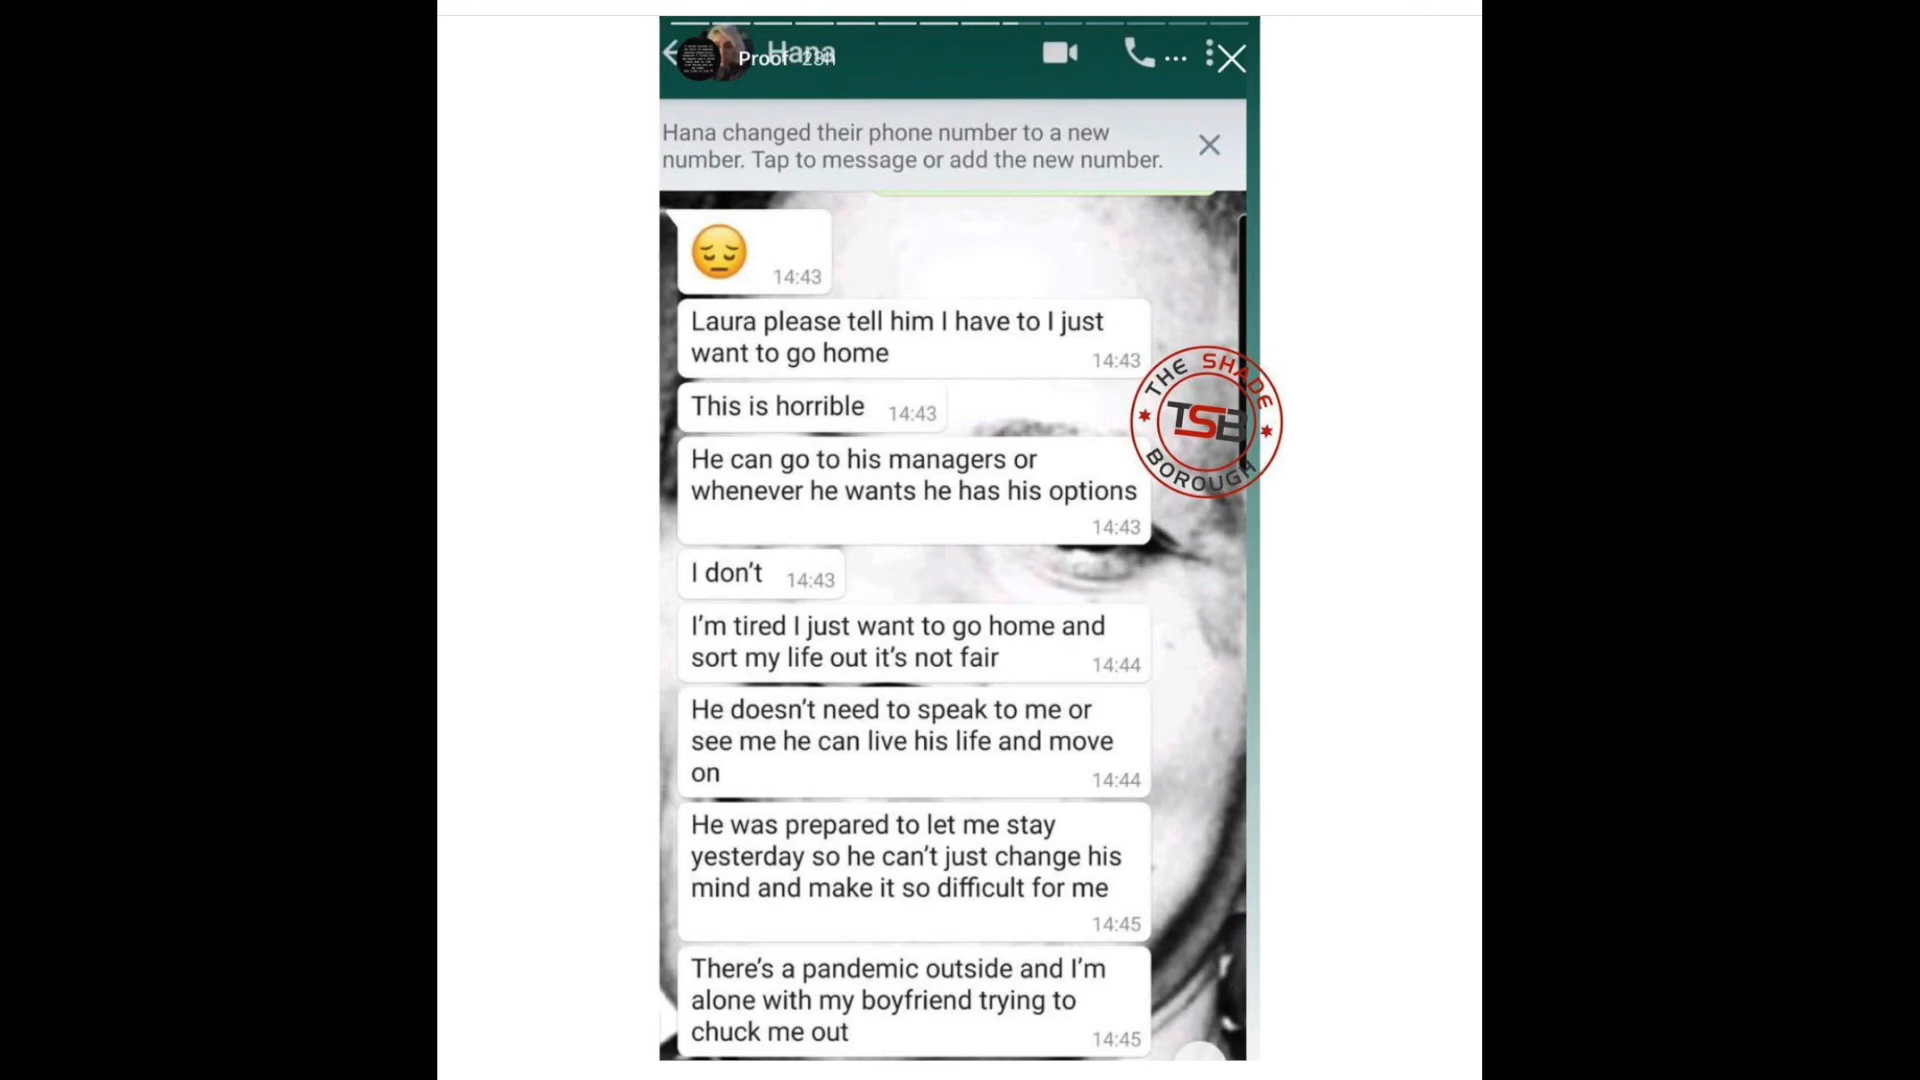 Hana
Proof 23h
Hana changed their phone number to a new
number. Tap to message or add the new number.
14:43
Laura please tell him I have to I just
want to go home
14:43
This is horrible 14:43
He can go to his managers or
whenever he wants he has his options
14:43
I don't 14:43
I'm tired I just want to go home and
sort my life out it's not fair
14:44
He doesn't need to speak to me or
see me he can live his life and move
on
14:44
He was prepared to let me stay
yesterday so he can't just change his
mind and make it so difficult for me
14:45
There's a pandemic outside and I'm
alone with my boyfriend trying to
chuck me out
14:45
THE SHADE
TSB
BOROUGH